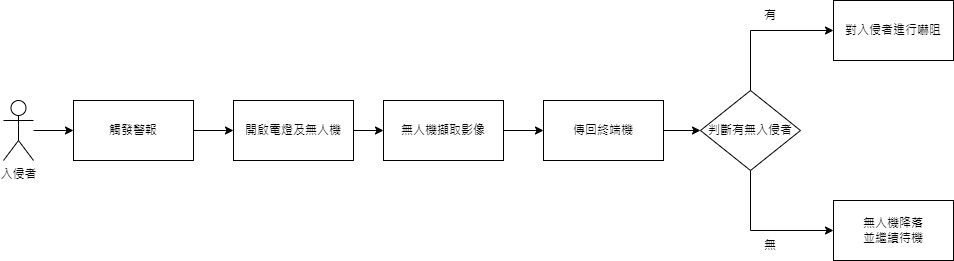 有
對入侵者進行嚇阻
觸發警報
開啟電燈及無人機
無人機擷取影像
傳回終端機
判斷有無入侵者
入侵者
無人機降落
並繼續待機
無